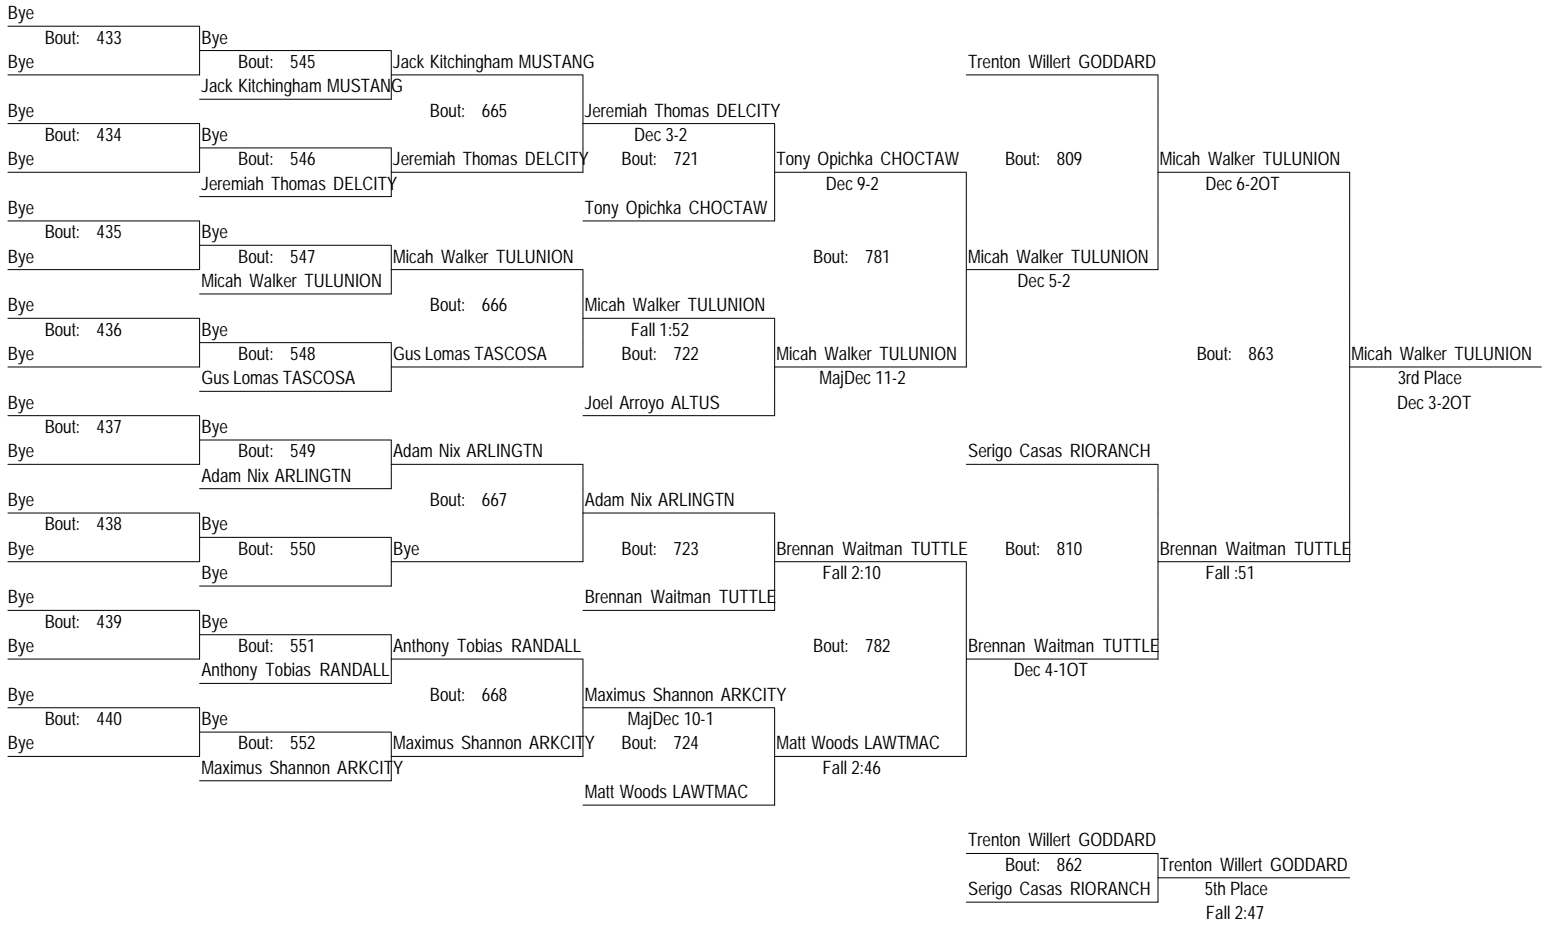 Bye
Bout: 433
Bye
Bye
Bout: 545
Jack Kitchingham MUSTANG
Jack Kitchingham MUSTANG
Bout: 665
Bye
Bout: 434
Bye
Bye
Bout: 546
Jeremiah Thomas DELCITY
Jeremiah Thomas DELCITY
Jeremiah Thomas DELCITY
Dec 3-2
Bout: 721
Tony Opichka CHOCTAW
Tony Opichka CHOCTAW
Dec 9-2
Bout: 781
Bye
Bout: 435
Bye
Bye
Bout: 547
Micah Walker TULUNION
Micah Walker TULUNION
Bout: 666
Bye
Bout: 436
Bye
Bye
Bout: 548
Gus Lomas TASCOSA
Gus Lomas TASCOSA
Micah Walker TULUNION
Fall 1:52
Bout: 722
Joel Arroyo ALTUS
Micah Walker TULUNION
MajDec 11-2
Trenton Willert GODDARD
Bout: 809
Micah Walker TULUNION
Dec 5-2
Micah Walker TULUNION
Dec 6-2OT
Bout: 863
Micah Walker TULUNION
3rd Place
Dec 3-2OT
Bye
Bout: 437
Bye
Bye
Bout: 549
Adam Nix ARLINGTN
Adam Nix ARLINGTN
Bout: 667
Bye
Bout: 438
Bye
Bye
Bout: 550
Bye
Bye
Adam Nix ARLINGTN
Bout: 723
Brennan Waitman TUTTLE
Brennan Waitman TUTTLE
Fall 2:10
Bout: 782
Bye
Bout: 439
Bye
Bye
Bout: 551
Anthony Tobias RANDALL
Anthony Tobias RANDALL
Bout: 668
Bye
Bout: 440
Bye
Bye
Bout: 552
Maximus Shannon ARKCITY
Maximus Shannon ARKCITY
Maximus Shannon ARKCITY
MajDec 10-1
Bout: 724
Matt Woods LAWTMAC
Matt Woods LAWTMAC
Fall 2:46
Serigo Casas RIORANCH
Bout: 810
Brennan Waitman TUTTLE
Dec 4-1OT
Brennan Waitman TUTTLE
Fall :51
Trenton Willert GODDARD
Bout: 862
Serigo Casas RIORANCH
Trenton Willert GODDARD
5th Place
Fall 2:47